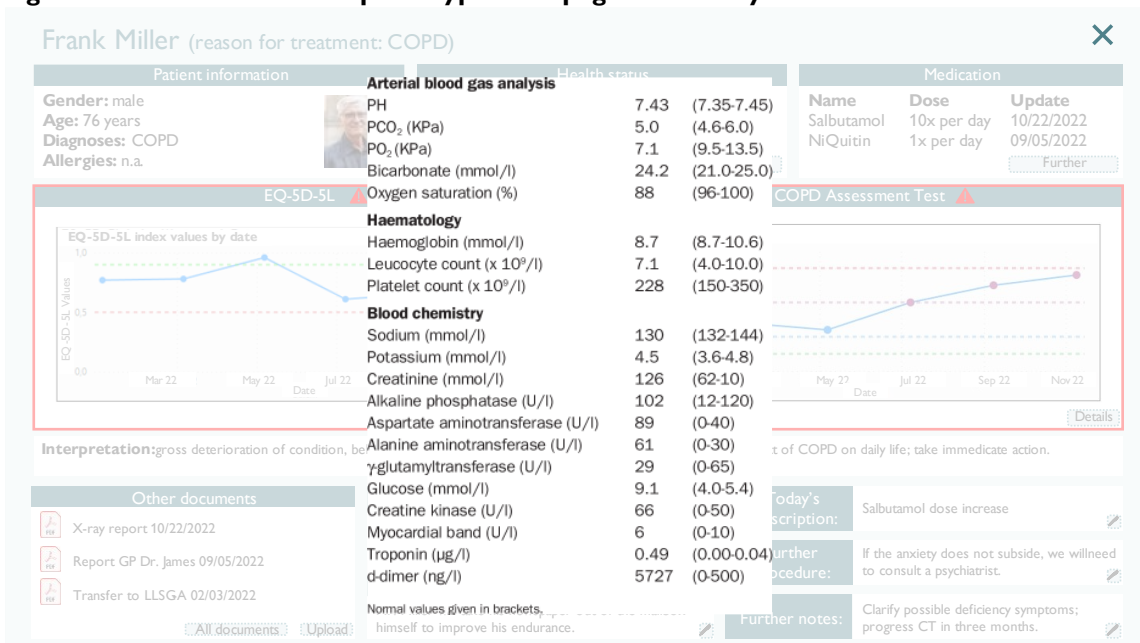 Frank Miller (reason for treatment: COPD)
Patient information
Gender: male
Age: 76 years
Diagnoses: COPD
Allergies: n.a.
Health status
Medication
Name Dose Update
Salbutamol 10x per day 10/22/2022
NiQuitin 1x per day 09/05/2022
Further
Arterial blood gas analysis
PH 7.43 (7.35-7.45)
PCO₂ (KPa) 5.0 (4.6-6.0)
PO₂ (KPa) 7.1 (9.5-13.5)
Bicarbonate (mmol/l) 24.2 (21.0-25.0)
Oxygen saturation (%) 88 (96-100)
Haematology
Haemoglobin (mmol/l) 8.7 (8.7-10.6)
Leucocyte count (x 10⁹/l) 7.1 (4.0-10.0)
Platelet count (x 10⁹/l) 228 (150-350)
Blood chemistry
Sodium (mmol/l) 130 (132-144)
Potassium (mmol/l) 4.5 (3.6-4.8)
Creatinine (mmol/l) 126 (62-10)
Alkaline phosphatase (U/l) 102 (12-120)
Aspartate aminotransferase (U/l) 89 (0-40)
Alanine aminotransferase (U/l) 61 (0-30)
γ-glutamyltransferase (U/l) 29 (0-65)
Glucose (mmol/l) 9.1 (4.0-5.4)
Creatine kinase (U/l) 66 (0-50)
Myocardial band (U/l) 6 (0-10)
Troponin (µg/l) 0.49 (0.00-0.04)
d-dimer (ng/l) 5727 (0-500)
Normal values given in brackets.
EQ-5D-5L
EQ-5D-5L index values by date
EQ-5D-5L Values
1,0
0,5
0,0
Mar 22 May 22 Jul 22
Date
COPD Assessment Test
May 2? Jul 22 Sep 22 Nov 22
Date
Details
Interpretation: gross deterioration of condition,
of COPD on daily life; take immedicate action.
Other documents
X-ray report 10/22/2022
Report GP Dr. James 09/05/2022
Transfer to LLSGA 02/03/2022
All documents Upload
himself to improve his endurance.
Today's
Salbutamol dose increase
If the anxiety does not subside, we willneed
to consult a psychiatrist.
Further notes:
Clarify possible deficiency symptoms;
progress CT in three months.